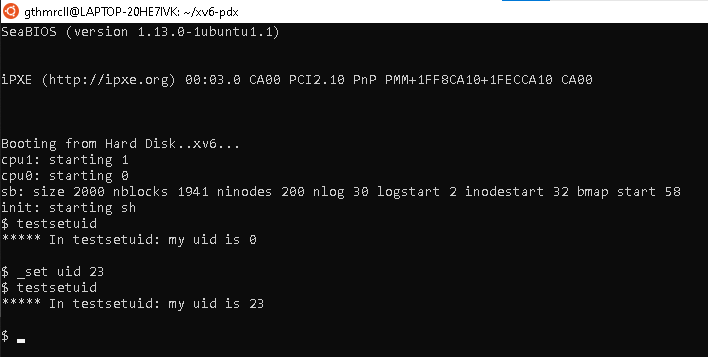 gthmrcll@LAPTOP-20HE7IVK: ~/xv6-pdx
SeaBIOS (version 1.13.0-1ubuntu1.1)
iPXE (http://ipxe.org) 00:03.0 CA00 PCI2.10 PnP PMM+1FF8CA10+1FECCA10 CA00
Booting from Hard Disk..xv6...
cpu1: starting 1
cpu0: starting 0
sb: size 2000 nblocks 1941 ninodes 200 nlog 30 logstart 2 inodestart 32 bmap start 58
init: starting sh
$ testsetuid
***** In testsetuid: my uid is 0
$ _set uid 23
$ testsetuid
***** In testsetuid: my uid is 23
$